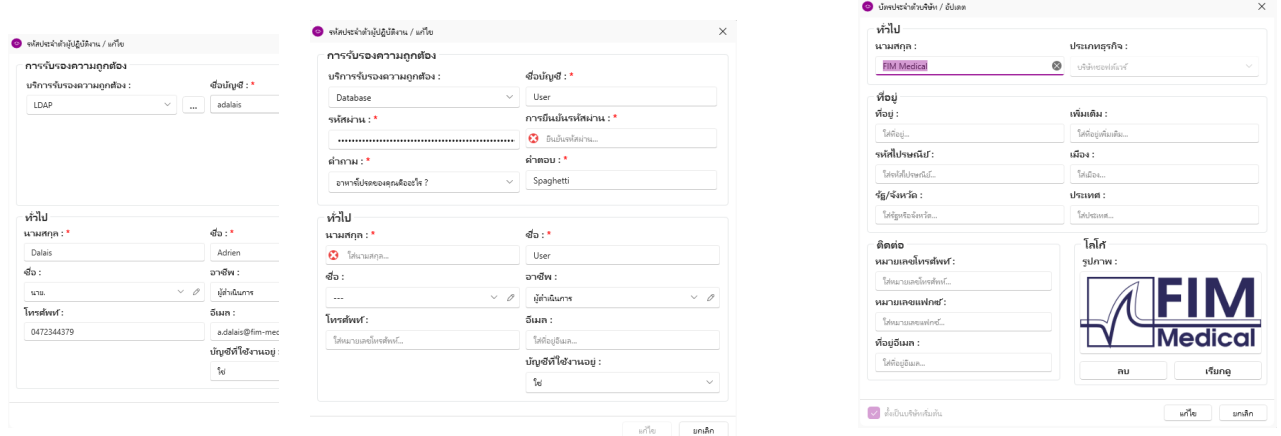 รหัสประจำตัวผู้ปฏิบัติงาน / แก้ไข
การรับรองความถูกต้อง
บริการรับรองความถูกต้อง :
ชื่อบัญชี : *
LDAP
...
adalais
ทั่วไป
นามสกุล : *
ชื่อ : *
Dalais
Adrien
ชื่อ :
อาชีพ :
นาย.
ผู้ดำเนินการ
โทรศัพท์ :
อีเมล :
0472344379
a.dalais@fim-med
บัญชีที่ใช้งานอยู่ :
ใช่
รหัสประจำตัวผู้ปฏิบัติงาน / แก้ไข
การรับรองความถูกต้อง
บริการรับรองความถูกต้อง :
ชื่อบัญชี : *
Database
User
รหัสผ่าน : *
การยืนยันรหัสผ่าน : *
ยืนยันรหัสผ่าน...
คำถาม : *
คำตอบ : *
อาหารโปรดของคุณคืออะไร ?
Spaghetti
ทั่วไป
นามสกุล : *
ชื่อ : *
ใส่นามสกุล...
User
ชื่อ :
อาชีพ :
---
ผู้ดำเนินการ
โทรศัพท์ :
อีเมล :
ใส่หมายเลขโทรศัพท์...
ใส่ที่อยู่อีเมล...
บัญชีที่ใช้งานอยู่ :
ใช่
แก้ไข
ยกเลิก
บัตรประจำตัวบริษัท / อัปเดต
ทั่วไป
นามสกุล :
ประเภทธุรกิจ :
FIM Medical
บริษัทซอฟต์แวร์
ที่อยู่
ที่อยู่ :
เพิ่มเติม :
ใส่ที่อยู่...
ใส่ที่อยู่เพิ่มเติม...
รหัสไปรษณีย์ :
เมือง :
ใส่รหัสไปรษณีย์...
ใส่เมือง...
รัฐ/จังหวัด :
ประเทศ :
ใส่รัฐหรือจังหวัด...
ใส่ประเทศ...
ติดต่อ
หมายเลขโทรศัพท์ :
ใส่หมายเลขโทรศัพท์...
หมายเลขแฟกซ์ :
ใส่หมายเลขแฟกซ์...
ที่อยู่อีเมล :
ใส่ที่อยู่อีเมล...
โลโก้
รูปภาพ :
FIM
Medical
ลบ
เรียกดู
ตั้งเป็นบริษัทเริ่มต้น
แก้ไข
ยกเลิก